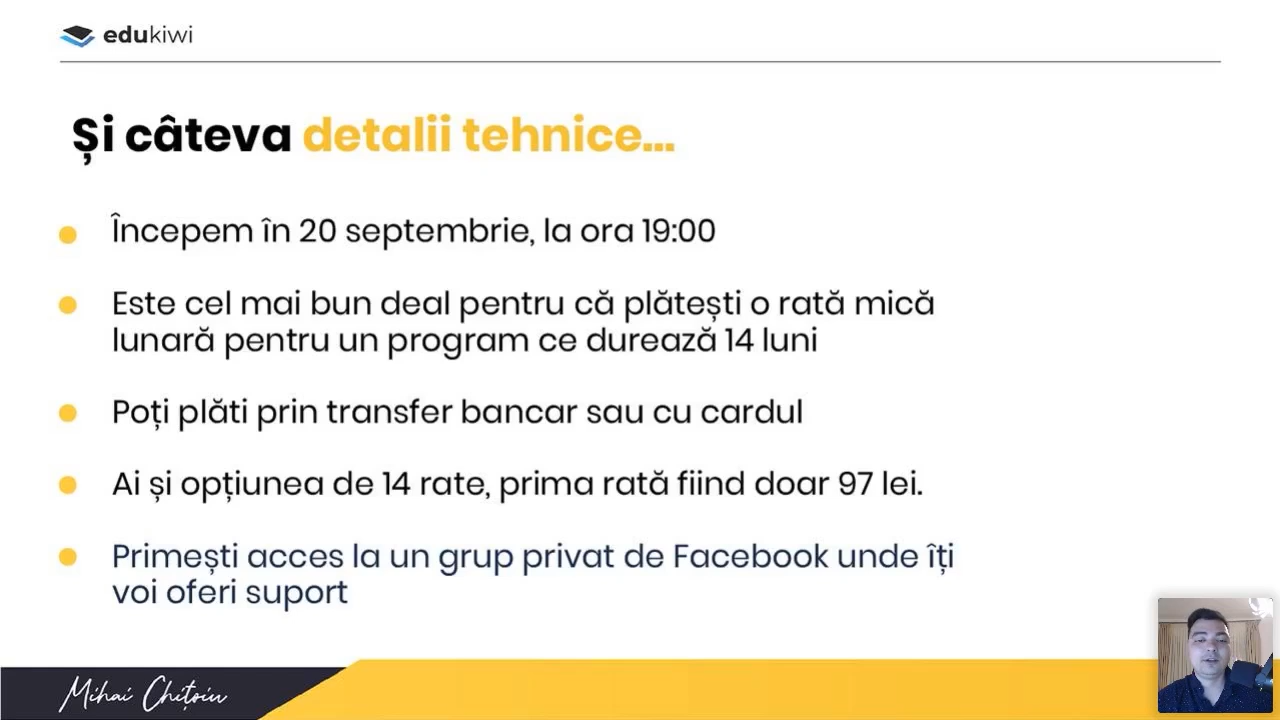 edukiwi
Și câteva detalii tehnice...
Începem în 20 septembrie, la ora 19:00
Este cel mai bun deal pentru că plătești o rată mică
lunară pentru un program ce durează 14 luni
Poți plăti prin transfer bancar sau cu cardul
Ai și opțiunea de 14 rate, prima rată fiind doar 97 lei.
Primești acces la un grup privat de Facebook unde îți
voi oferi suport
Mihai Chițoiu